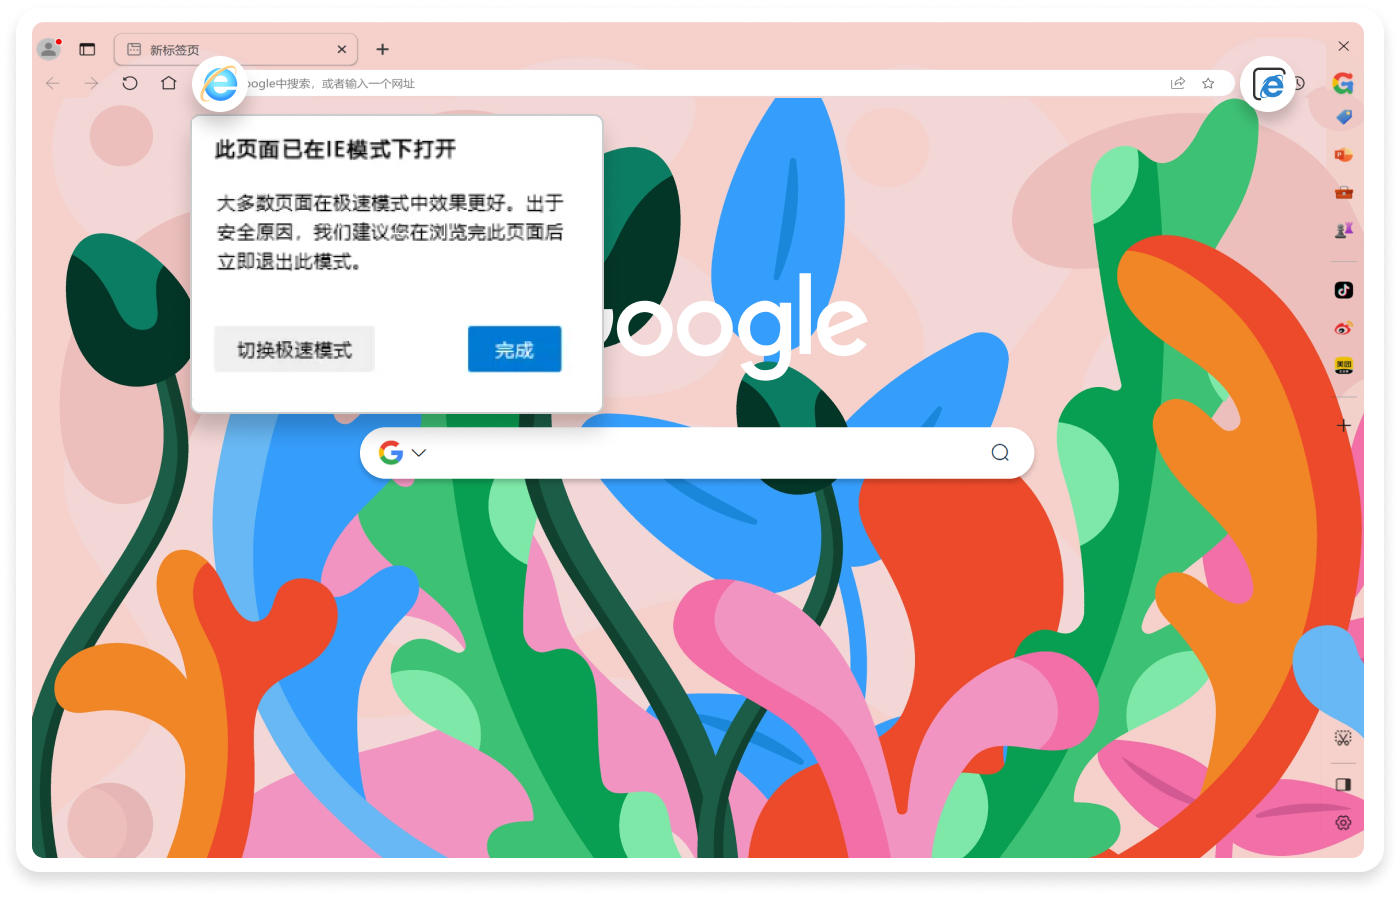 新标签页
oogle中搜索，或者输入一个网址
此页面已在IE模式下打开
大多数页面在极速模式中效果更好。出于
安全原因，我们建议您在浏览完此页面后
立即退出此模式。
切换极速模式
完成
oogle
美团